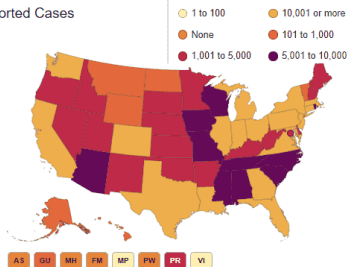 orted Cases
1 to 100
10,001 or more
None
101 to 1,000
1,001 to 5,000
5,001 to 10,000
AS GU MH FM MP PW PR VI